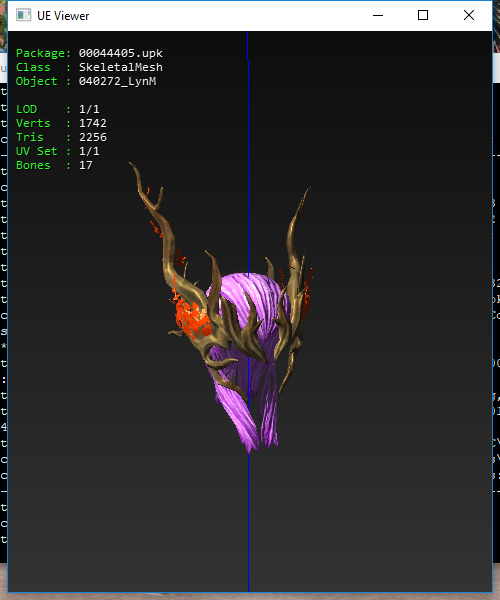 UE Viewer
Package: 00044405.upk
Class : SkeletalMesh
Object : 040272_LynM
LOD : 1/1
Verts : 1742
Tris : 2256
UV Set : 1/1
Bones : 17